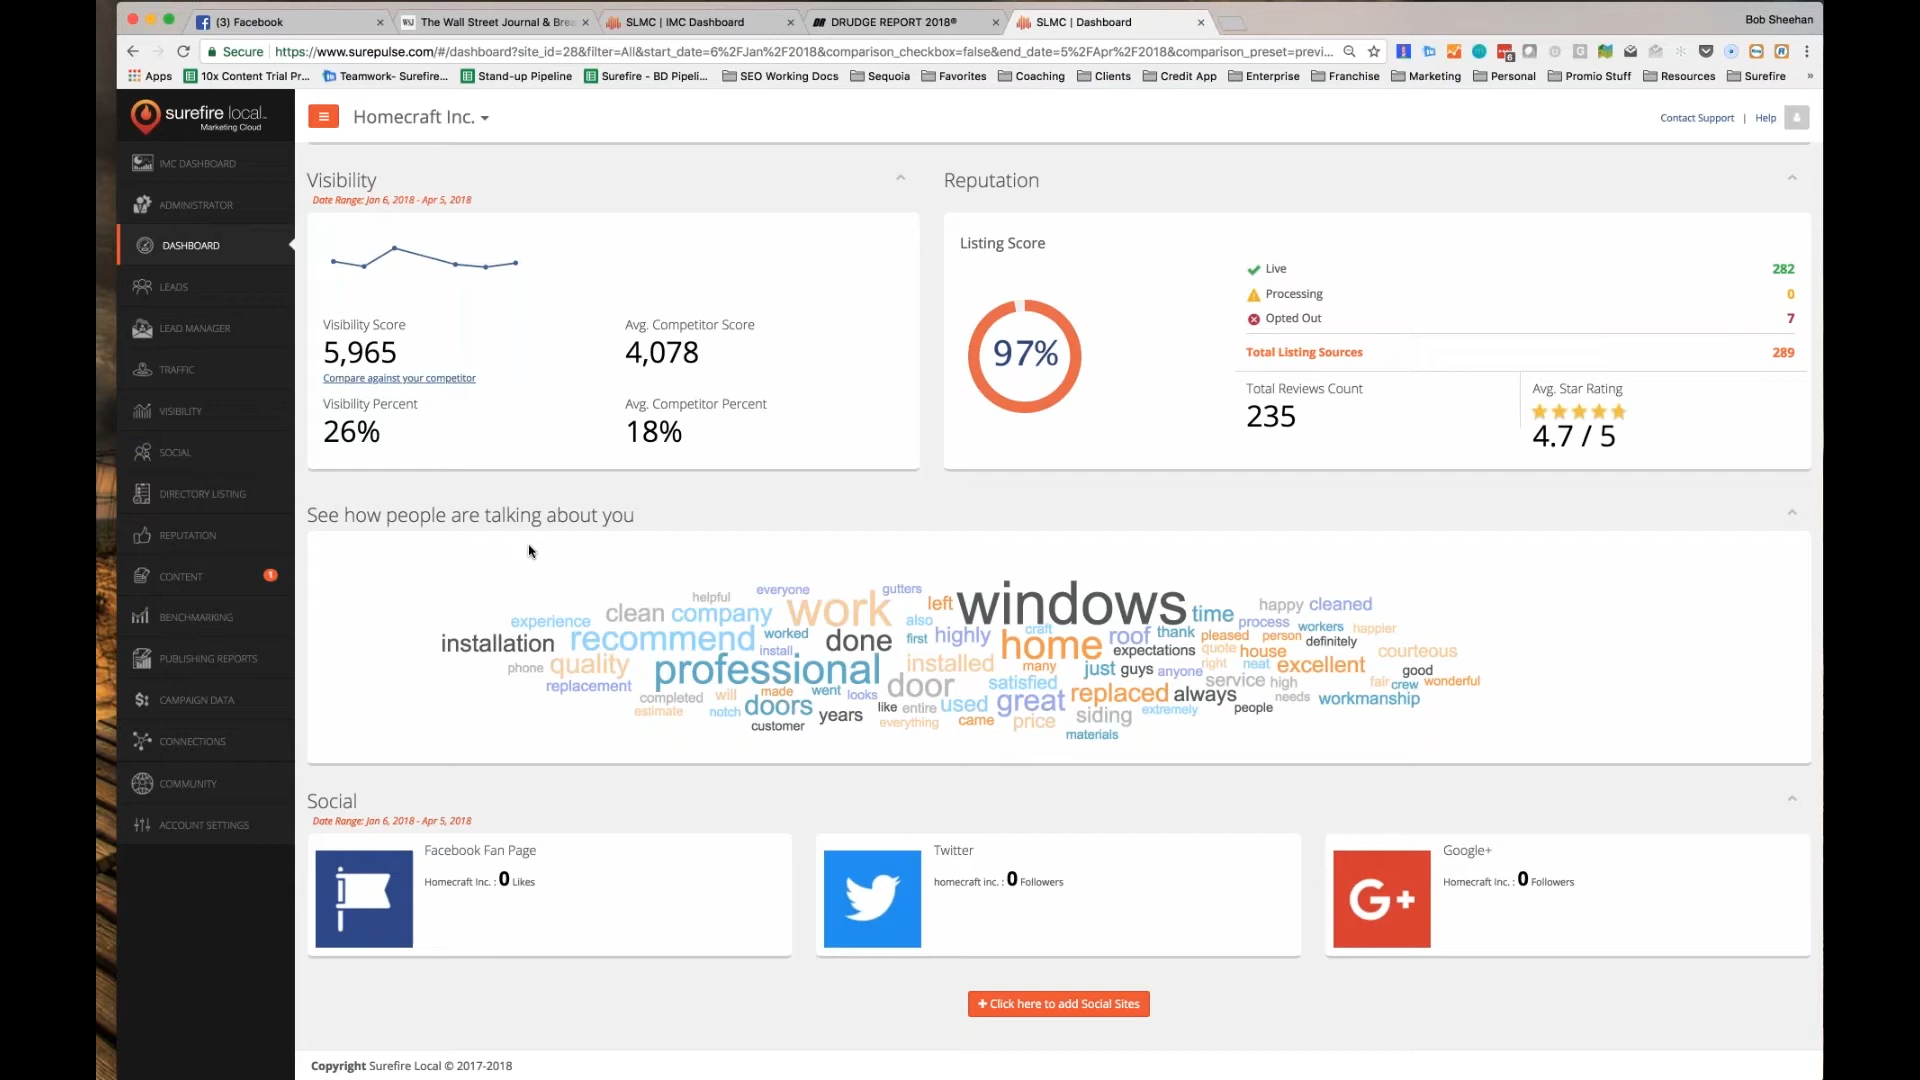 (3) Facebook
The Wall Street Journal & Brea
SLMC | IMC Dashboard
DRUDGE REPORT 2018®
SLMC | Dashboard
Bob Sheehan
Secure
https://www.surepulse.com/#/dashboard?site_id=28&filter=All&start_date=6%2FJan%2F2018&comparison_checkbox=false&end_date=5%2FApr%2F2018&comparison_preset=previ...
Apps
10x Content Trial Pr...
Teamwork- Surefire...
Stand-up Pipeline
Surefire - BD Pipeli...
SEO Working Docs
Sequoia
Favorites
Coaching
Clients
Credit App
Enterprise
Franchise
Marketing
Personal
Promio Stuff
Resources
Surefire
»
surefire local
Marketing Cloud
Homecraft Inc.
Contact Support | Help
IMC DASHBOARD
ADMINISTRATOR
DASHBOARD
LEADS
LEAD MANAGER
TRAFFIC
VISIBILITY
SOCIAL
DIRECTORY LISTING
REPUTATION
CONTENT 1
BENCHMARKING
PUBLISHING REPORTS
CAMPAIGN DATA
CONNECTIONS
COMMUNITY
ACCOUNT SETTINGS
Visibility
Date Range: Jan 6, 2018 - Apr 5, 2018
Visibility Score
5,965
Compare against your competitor
Avg. Competitor Score
4,078
Visibility Percent
26%
Avg. Competitor Percent
18%
Reputation
Listing Score
97%
Live 282
Processing 0
Opted Out 7
Total Listing Sources 289
Total Reviews Count
235
Avg. Star Rating
4.7 / 5
See how people are talking about you
helpful everyone gutters
experience clean company work left windows time happy cleaned
also process workers happier
installation recommend worked done first highly craft home roof thank pleased person definitely
install expectations quote house courteous
phone quality professional installed many just guys anyone right neat excellent good
replacement completed will made went looks door satisfied service high fair crew wonderful
estimate notch doors years like entire used great replaced always needs workmanship
customer everything came price siding extremely people
materials
Social
Date Range: Jan 6, 2018 - Apr 5, 2018
Facebook Fan Page
Homecraft Inc. : 0 Likes
Twitter
homecraft inc. : 0 Followers
G+
Google+
Homecraft Inc. : 0 Followers
+ Click here to add Social Sites
Copyright Surefire Local © 2017-2018